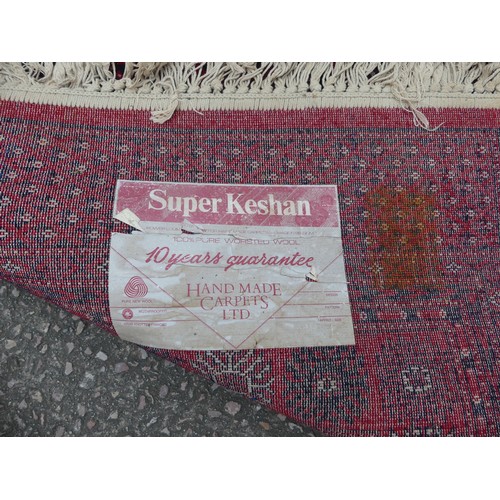 Super Keshan
100% PURE WORSTED WOOL
10 years guarantee
HAND MADE
CARPETS
LTD